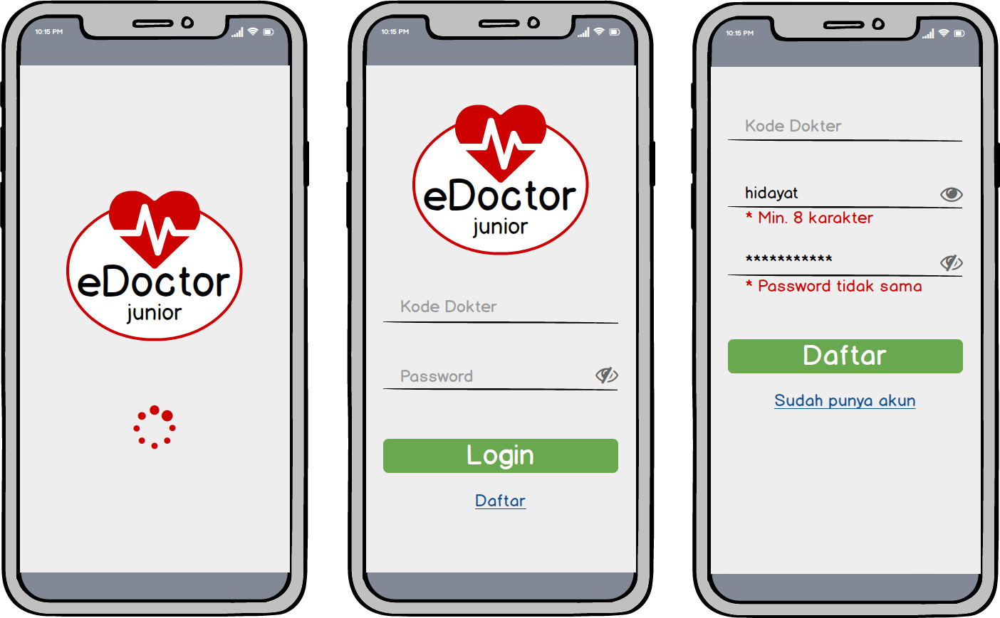 10:15 PM
eDoctor
junior
10:15 PM
eDoctor
junior
Kode Dokter
Password
Login
Daftar
10:15 PM
Kode Dokter
hidayat
* Min. 8 karakter
***********
* Password tidak sama
Daftar
Sudah punya akun